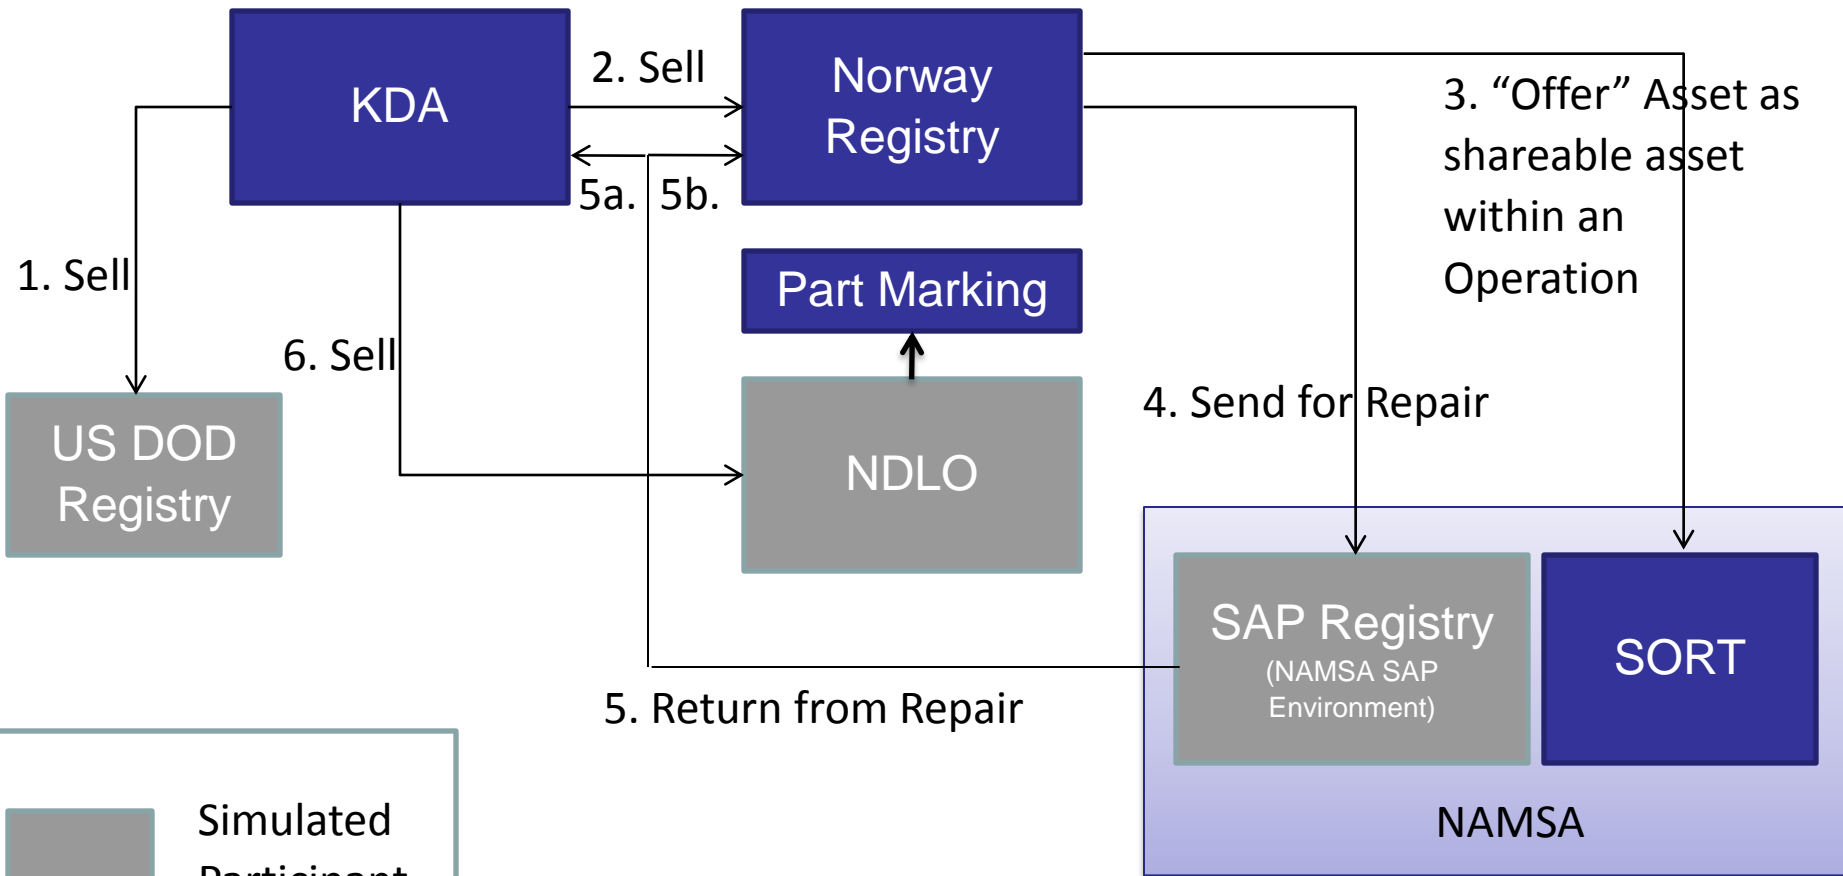 KDA
2. Sell
Norway
Registry
3. “Offer” Asset as
shareable asset
within an
Operation
5a. 5b.
1. Sell
Part Marking
6. Sell
4. Send for Repair
US DOD
Registry
NDLO
SAP Registry
(NAMSA SAP
Environment)
SORT
5. Return from Repair
NAMSA
Simulated
Participant